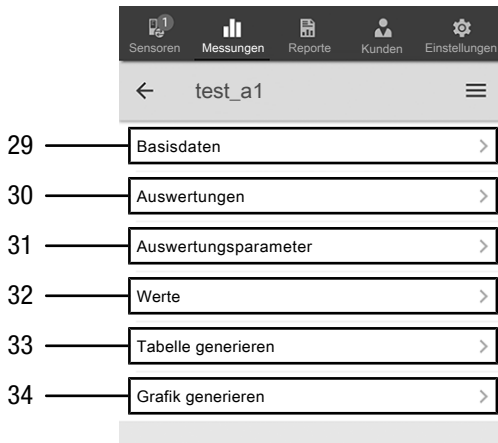 1
Sensoren Messungen Reporte Kunden Einstellungen
test_a1
29 Basisdaten
30 Auswertungen
31 Auswertungsparameter
32 Werte
33 Tabelle generieren
34 Grafik generieren